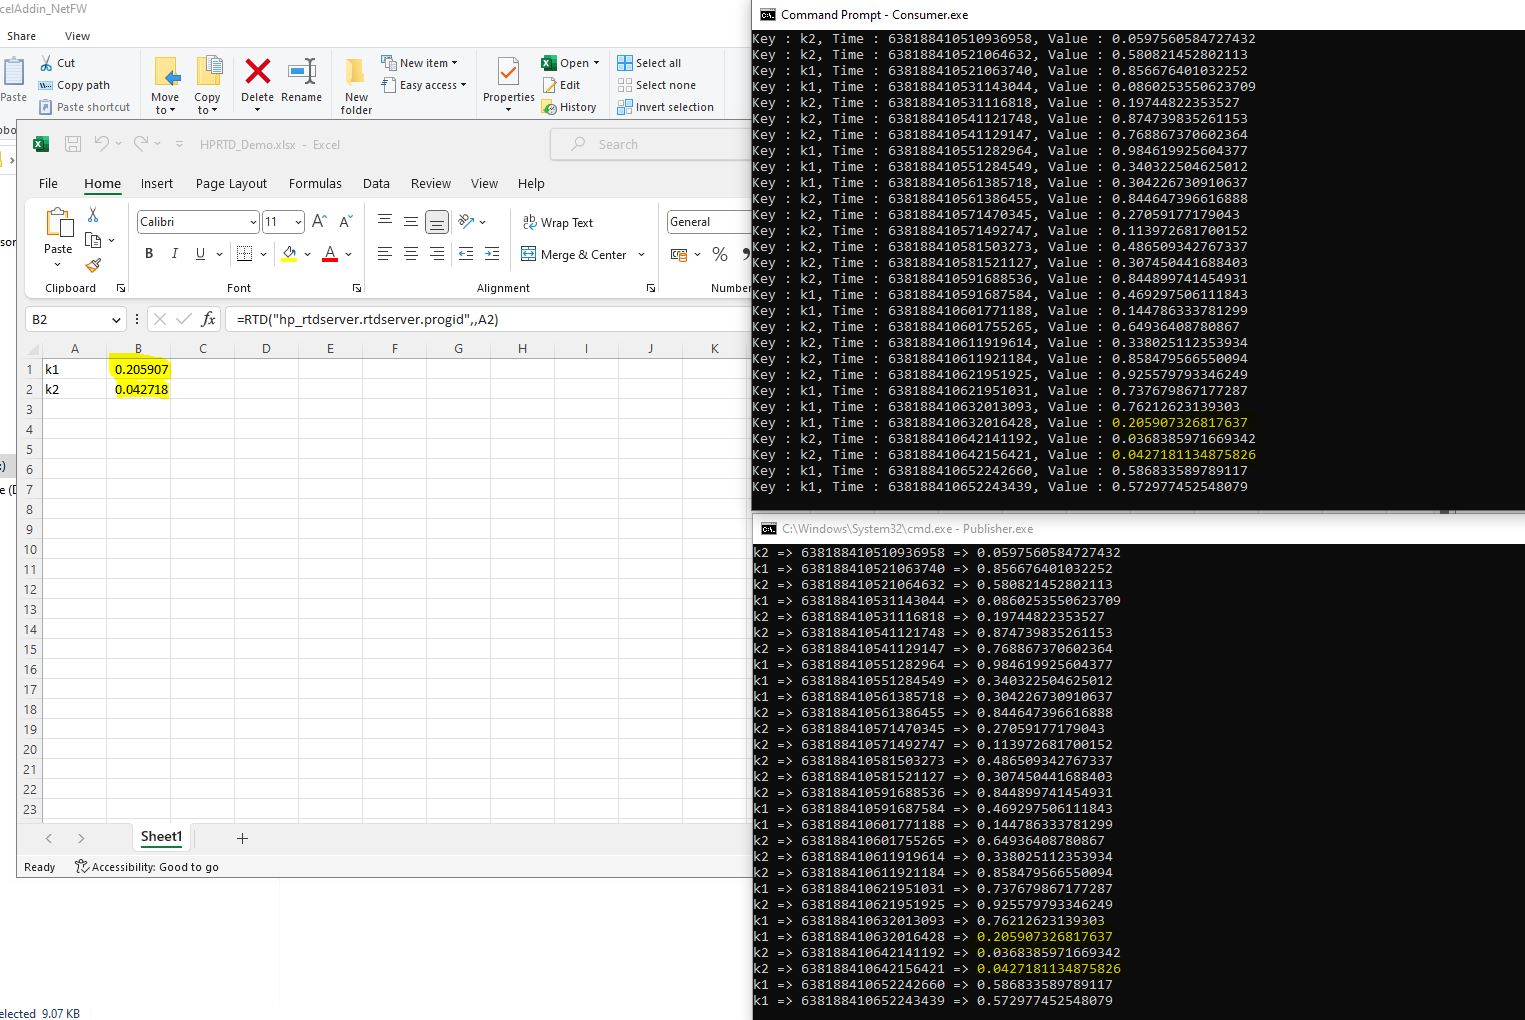 celAddin_NetFW
Share View
Cut
Copy path
Paste shortcut
Paste
Move to
Copy to
Delete
Rename
New folder
New item
Easy access
Properties
Open
Edit
History
Select all
Select none
Invert selection
HPRTD_Demo.xlsx - Excel
Search
File Home Insert Page Layout Formulas Data Review View Help
Paste
Calibri 11
B I U
Wrap Text
Merge & Center
General
%
Clipboard Font Alignment Number
B2 fx =RTD("hp_rtdserver.rtdserver.progid",,A2)
A B C D E F G H I J K
1 k1 0.205907
2 k2 0.042718
3
4
5
6
7
8
9
10
11
12
13
14
15
16
17
18
19
20
21
22
23
Sheet1
Ready Accessibility: Good to go
elected 9.07 KB
Command Prompt - Consumer.exe
Key : k2, Time : 638188410510936958, Value : 0.0597560584727432
Key : k2, Time : 638188410521064632, Value : 0.580821452802113
Key : k1, Time : 638188410521063740, Value : 0.856676401032252
Key : k1, Time : 638188410531143044, Value : 0.0860253550623709
Key : k2, Time : 638188410531116818, Value : 0.19744822353527
Key : k2, Time : 638188410541121748, Value : 0.874739835261153
Key : k2, Time : 638188410541129147, Value : 0.768867370602364
Key : k1, Time : 638188410551282964, Value : 0.984619925604377
Key : k1, Time : 638188410551284549, Value : 0.340322504625012
Key : k1, Time : 638188410561385718, Value : 0.304226730910637
Key : k2, Time : 638188410561386455, Value : 0.844647396616888
Key : k2, Time : 638188410571470345, Value : 0.27059177179043
Key : k2, Time : 638188410571492747, Value : 0.113972681700152
Key : k2, Time : 638188410581503273, Value : 0.486509342767337
Key : k2, Time : 638188410581521127, Value : 0.307450441688403
Key : k2, Time : 638188410591688536, Value : 0.844899741454931
Key : k1, Time : 638188410591687584, Value : 0.469297506111843
Key : k1, Time : 638188410601771188, Value : 0.144786333781299
Key : k2, Time : 638188410601755265, Value : 0.64936408780867
Key : k2, Time : 638188410611919614, Value : 0.338025112353934
Key : k2, Time : 638188410611921184, Value : 0.858479566550094
Key : k2, Time : 638188410621951925, Value : 0.925579793346249
Key : k1, Time : 638188410621951031, Value : 0.737679867177287
Key : k1, Time : 638188410632013093, Value : 0.76212623139303
Key : k1, Time : 638188410632016428, Value : 0.205907326817637
Key : k2, Time : 638188410642141192, Value : 0.0368385971669342
Key : k2, Time : 638188410642156421, Value : 0.0427181134875826
Key : k1, Time : 638188410652242660, Value : 0.586833589789117
Key : k1, Time : 638188410652243439, Value : 0.572977452548079
C:\Windows\System32\cmd.exe - Publisher.exe
k2 => 638188410510936958 => 0.0597560584727432
k1 => 638188410521063740 => 0.856676401032252
k2 => 638188410521064632 => 0.580821452802113
k1 => 638188410531143044 => 0.0860253550623709
k2 => 638188410531116818 => 0.19744822353527
k2 => 638188410541121748 => 0.874739835261153
k2 => 638188410541129147 => 0.768867370602364
k1 => 638188410551282964 => 0.984619925604377
k1 => 638188410551284549 => 0.340322504625012
k1 => 638188410561385718 => 0.304226730910637
k2 => 638188410561386455 => 0.844647396616888
k2 => 638188410571470345 => 0.27059177179043
k2 => 638188410571492747 => 0.113972681700152
k2 => 638188410581503273 => 0.486509342767337
k2 => 638188410581521127 => 0.307450441688403
k2 => 638188410591688536 => 0.844899741454931
k1 => 638188410591687584 => 0.469297506111843
k1 => 638188410601771188 => 0.144786333781299
k2 => 638188410601755265 => 0.64936408780867
k2 => 638188410611919614 => 0.338025112353934
k2 => 638188410611921184 => 0.858479566550094
k1 => 638188410621951031 => 0.737679867177287
k2 => 638188410621951925 => 0.925579793346249
k1 => 638188410632013093 => 0.76212623139303
k1 => 638188410632016428 => 0.205907326817637
k2 => 638188410642141192 => 0.0368385971669342
k2 => 638188410642156421 => 0.0427181134875826
k1 => 638188410652242660 => 0.586833589789117
k1 => 638188410652243439 => 0.572977452548079